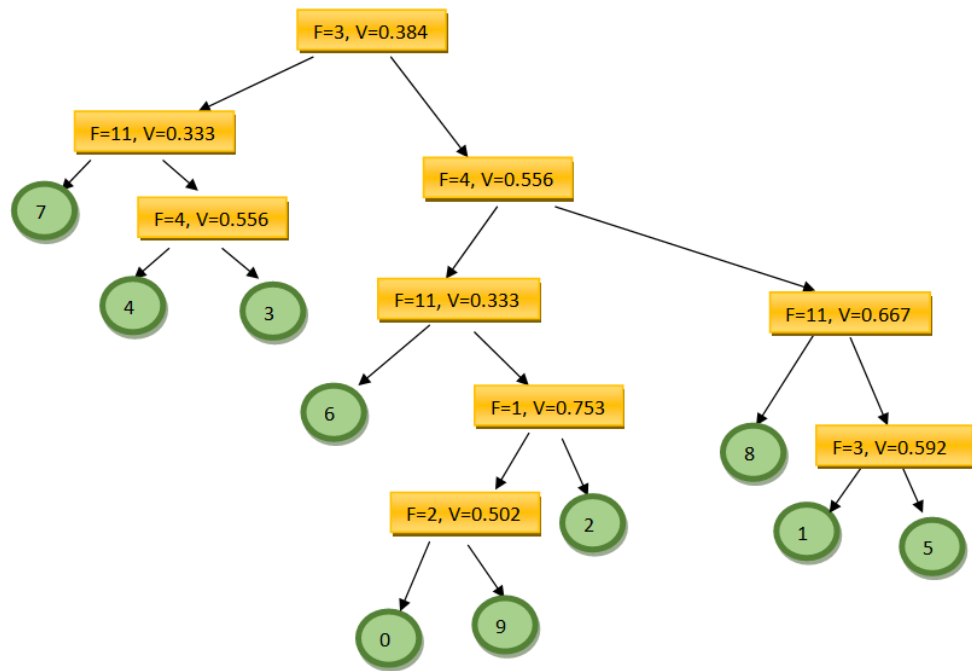 F=3, V=0.384
F=11, V=0.333
F=4, V=0.556
7
F=4, V=0.556
4
3
F=11, V=0.333
F=11, V=0.667
6
F=1, V=0.753
8
F=3, V=0.592
F=2, V=0.502
2
1
5
0
9